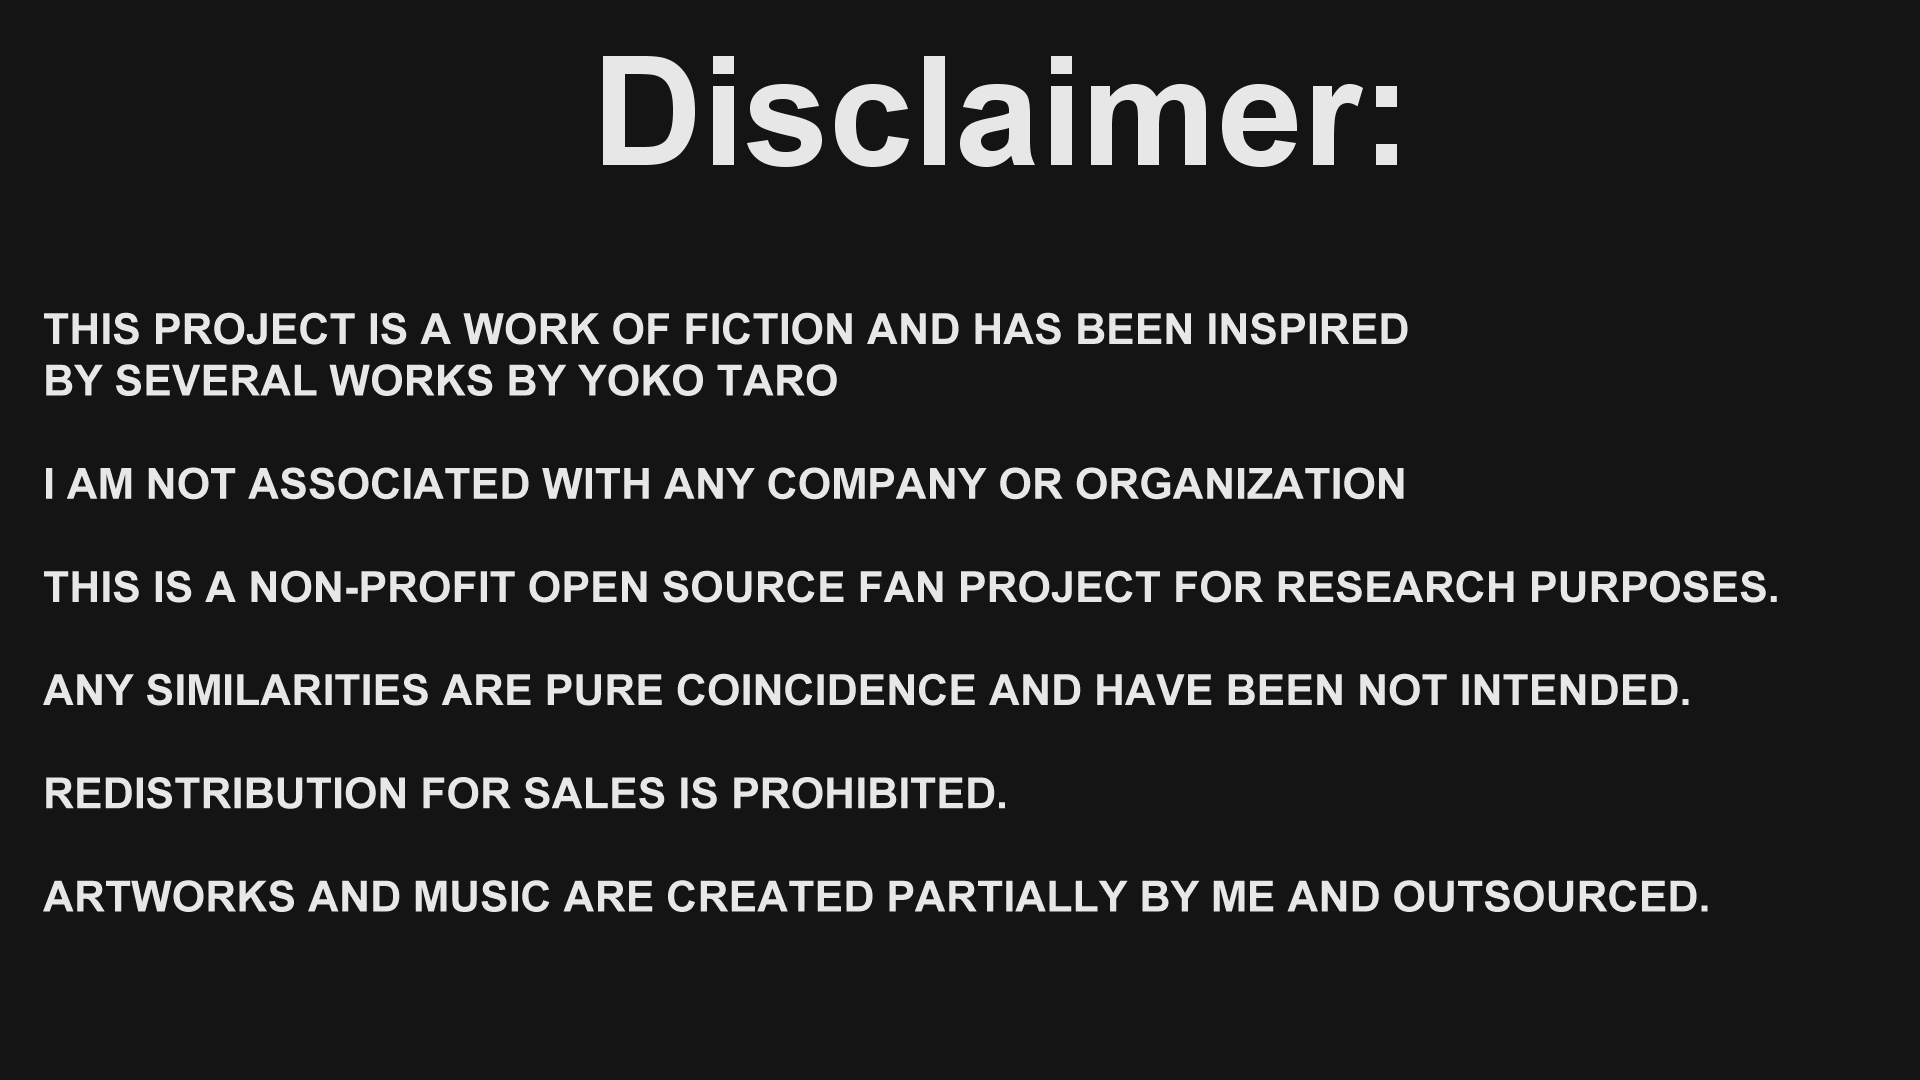 Disclaimer:
THIS PROJECT IS A WORK OF FICTION AND HAS BEEN INSPIRED
BY SEVERAL WORKS BY YOKO TARO
I AM NOT ASSOCIATED WITH ANY COMPANY OR ORGANIZATION
THIS IS A NON-PROFIT OPEN SOURCE FAN PROJECT FOR RESEARCH PURPOSES.
ANY SIMILARITIES ARE PURE COINCIDENCE AND HAVE BEEN NOT INTENDED.
REDISTRIBUTION FOR SALES IS PROHIBITED.
ARTWORKS AND MUSIC ARE CREATED PARTIALLY BY ME AND OUTSOURCED.